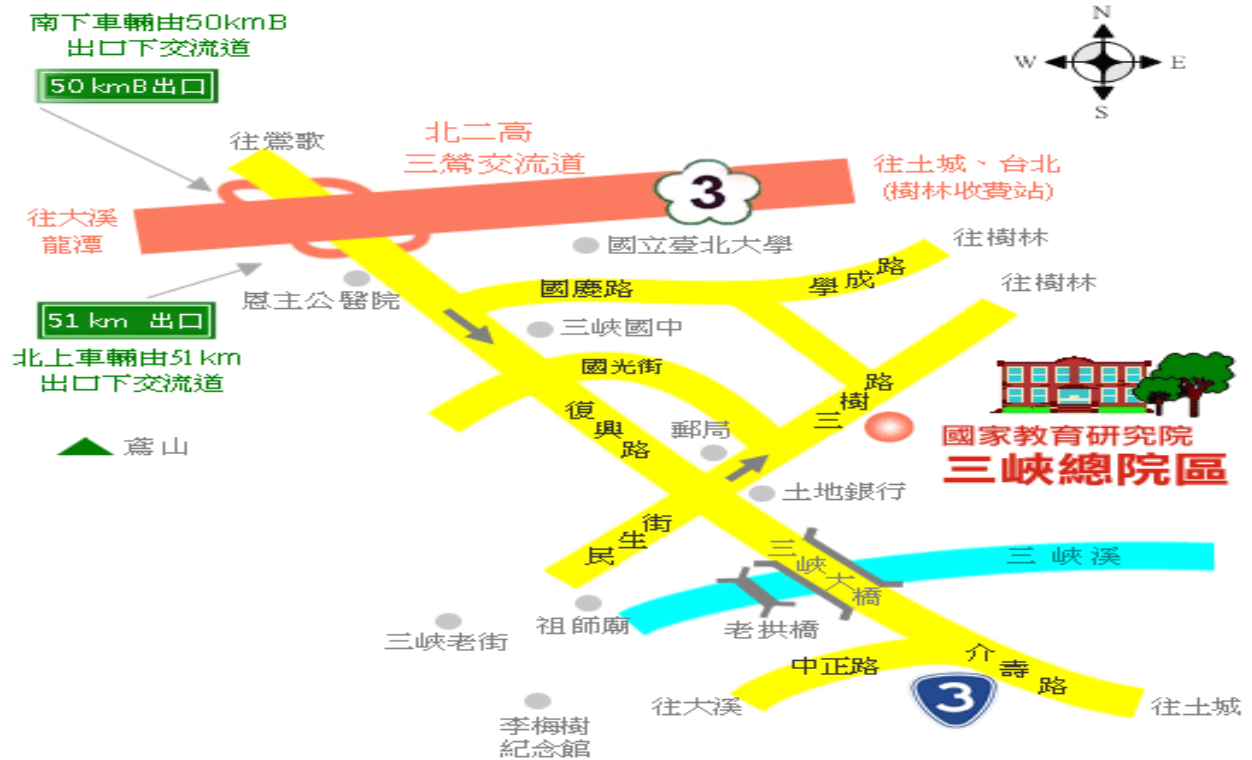 南下車輛由50kmB
出口下交流道
50 kmB出口
N
W
E
S
往鶯歌
北二高
三鶯交流道
3
往土城、台北
(樹林收費站)
往大溪
龍潭
國立臺北大學
往樹林
恩主公醫院
國慶路
學成路
往樹林
51 km 出口
三峽國中
北上車輛由51km
出口下交流道
國光街
復興路
三樹路
郵局
鳶山
國家教育研究院
三峽總院區
土地銀行
民生街
三峽大橋
三峽溪
祖師廟
老拱橋
三峽老街
中正路
介壽路
3
往大溪
往土城
李梅樹
紀念館